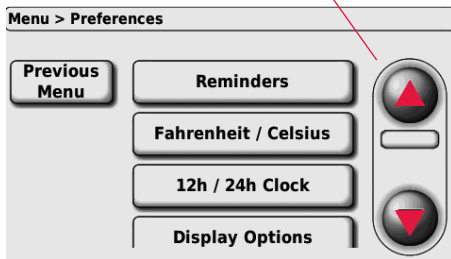 Menu > Preferences
Previous
Menu
Reminders
Fahrenheit / Celsius
12h / 24h Clock
Display Options